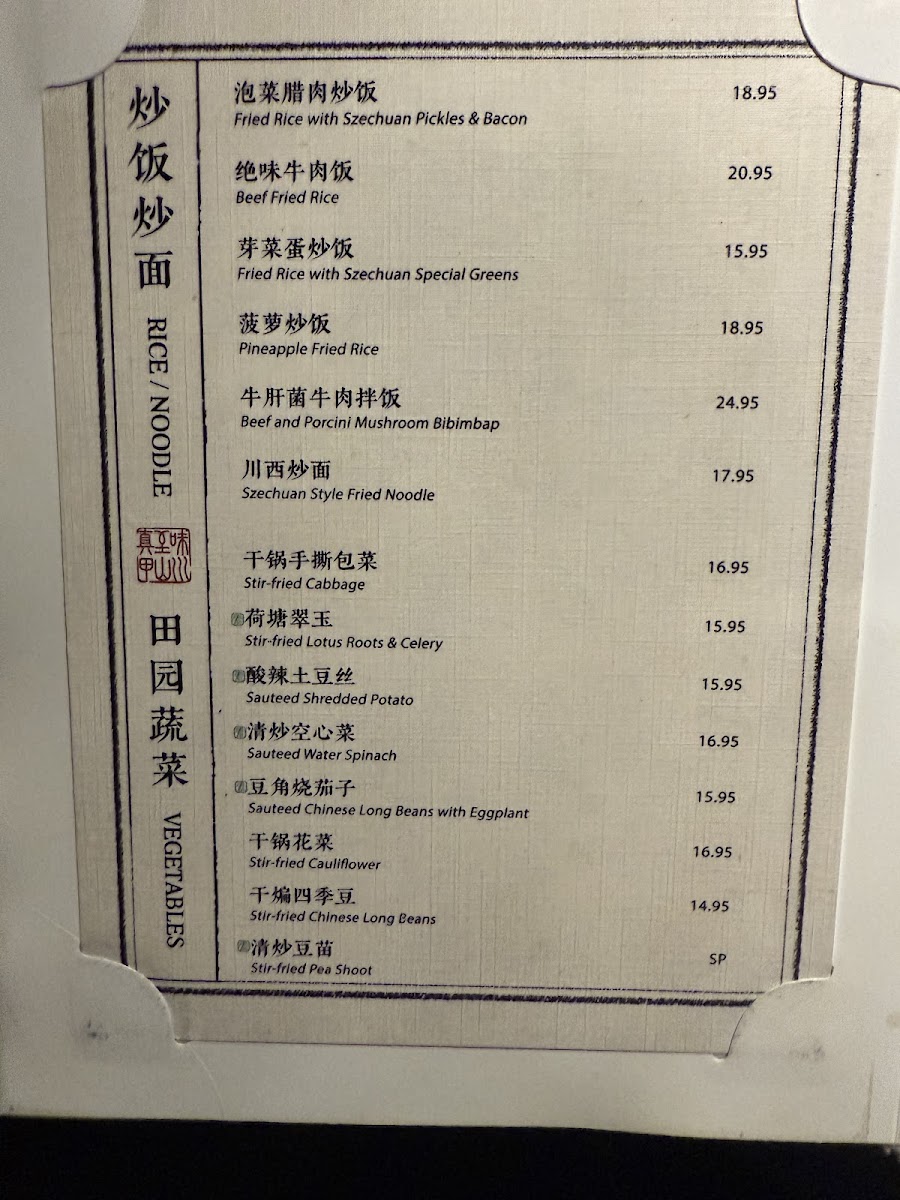 炒饭炒面 RICE / NOODLE
泡菜腊肉炒饭 18.95
Fried Rice with Szechuan Pickles & Bacon
绝味牛肉饭 20.95
Beef Fried Rice
芽菜蛋炒饭 15.95
Fried Rice with Szechuan Special Greens
菠萝炒饭 18.95
Pineapple Fried Rice
牛肝菌牛肉拌饭 24.95
Beef and Porcini Mushroom Bibimbap
川西炒面 17.95
Szechuan Style Fried Noodle
田园蔬菜 VEGETABLES
干锅手撕包菜 16.95
Stir-fried Cabbage
荷塘翠玉 15.95
Stir-fried Lotus Roots & Celery
酸辣土豆丝 15.95
Sauteed Shredded Potato
清炒空心菜 16.95
Sauteed Water Spinach
豆角烧茄子 15.95
Sauteed Chinese Long Beans with Eggplant
干锅花菜 16.95
Stir-fried Cauliflower
干煸四季豆 14.95
Stir-fried Chinese Long Beans
清炒豆苗 SP
Stir-fried Pea Shoot